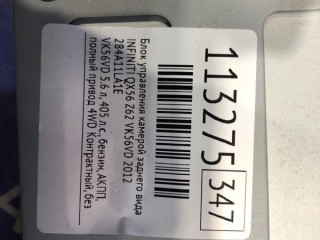 113275 347
Блок управления камерой заднего вида
INFINITI QX56 Z62 VK56VD 2012
284A11LA1E
VK56VD 5.6 л, 405 л.с., бензин, АКПП,
полный привод 4WD Контрактный, без